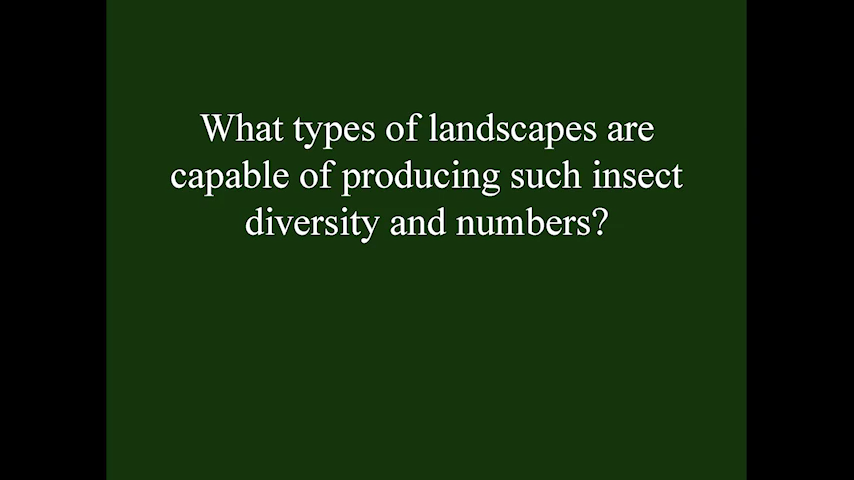 What types of landscapes are
capable of producing such insect
diversity and numbers?